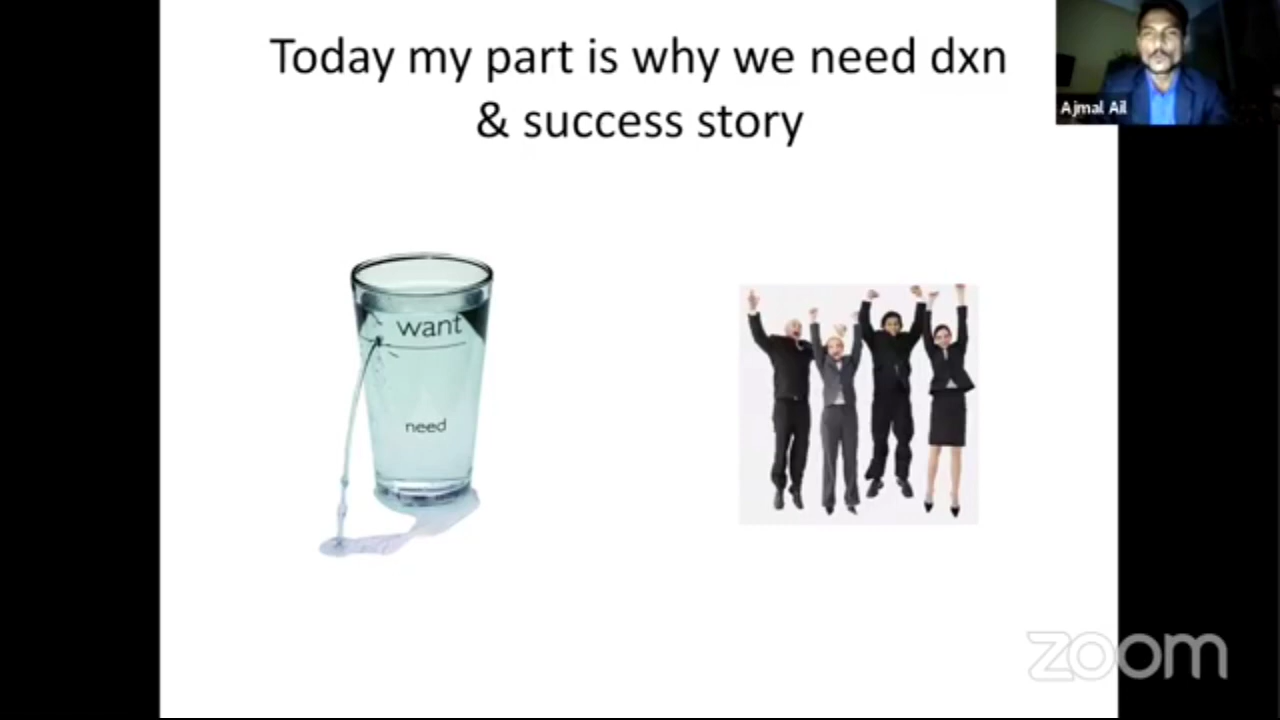 Today my part is why we need dxn
& success story
Ajmal Ail
want
need
zoom